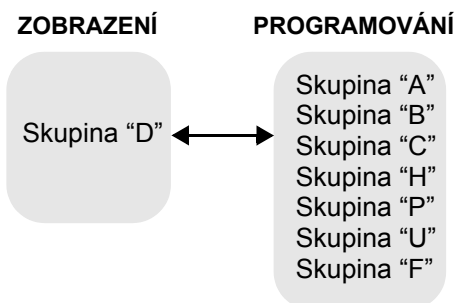 ZOBRAZENÍ
PROGRAMOVÁNÍ
Skupina “D”
Skupina “A”
Skupina “B”
Skupina “C”
Skupina “H”
Skupina “P”
Skupina “U”
Skupina “F”